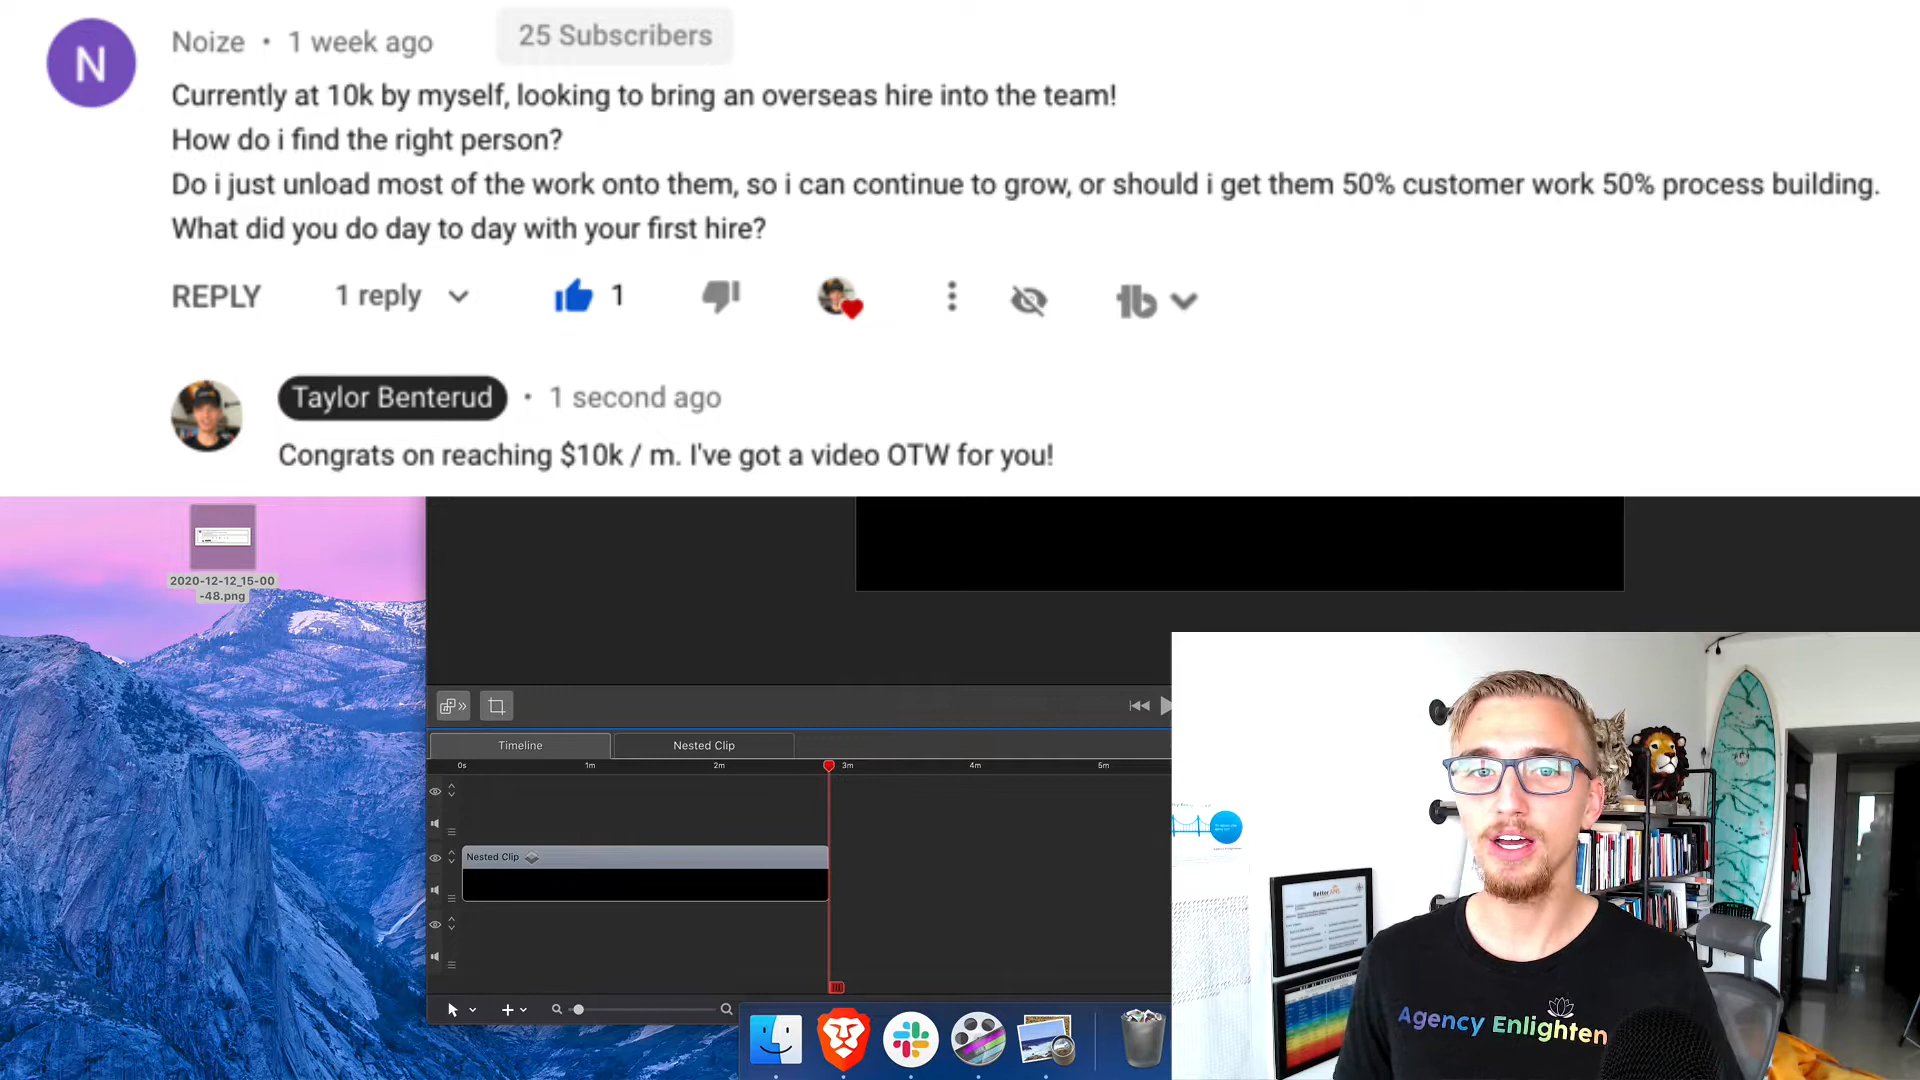 N
Noize • 1 week ago
25 Subscribers
Currently at 10k by myself, looking to bring an overseas hire into the team!
How do i find the right person?
Do i just unload most of the work onto them, so i can continue to grow, or should i get them 50% customer work 50% process building.
What did you do day to day with your first hire?
REPLY 1 reply 1
Taylor Benterud • 1 second ago
Congrats on reaching $10k / m. I've got a video OTW for you!
2020-12-12_15-00
-48.png
Timeline Nested Clip
0s 1m 2m 3m 4m 5m
Nested Clip
Agency Enlighten